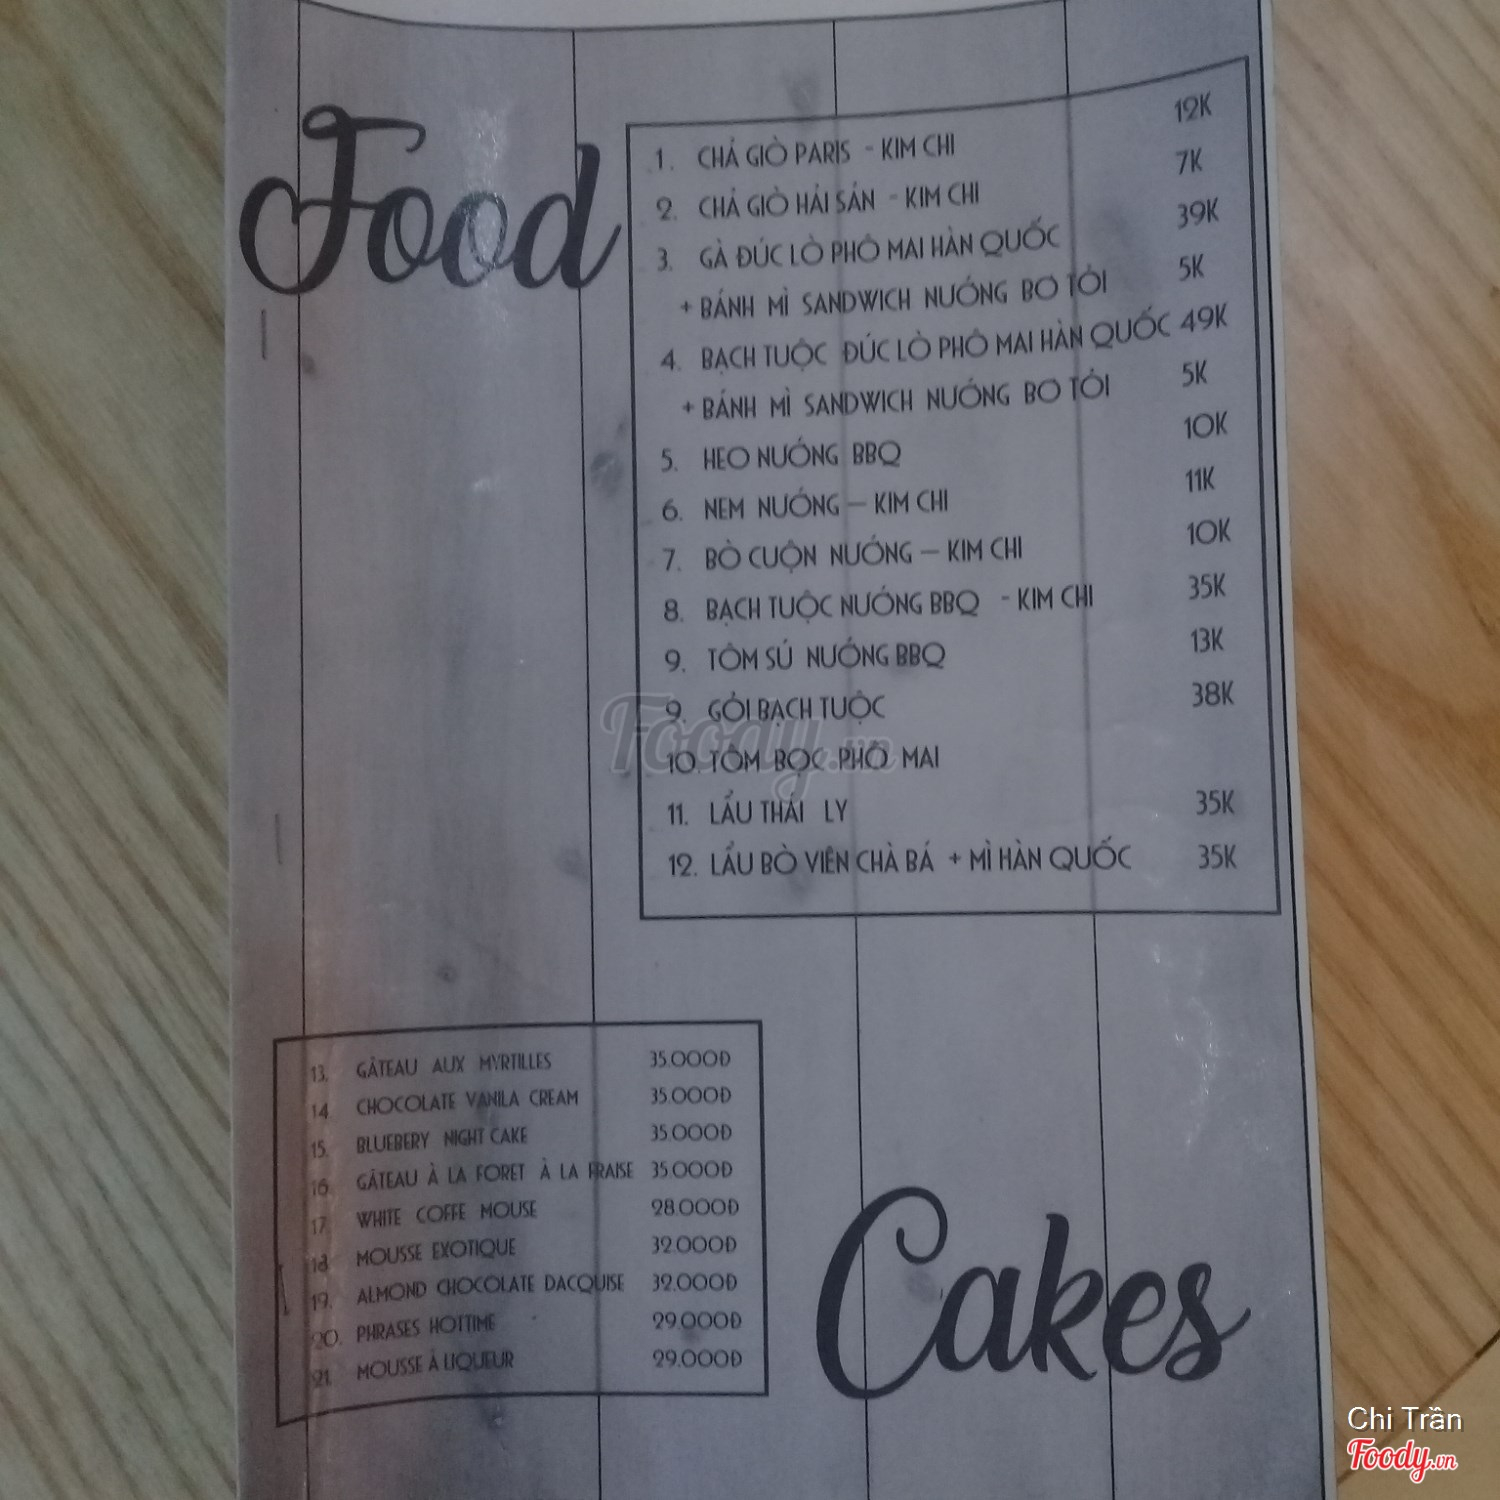 Food
1. CHẢ GIÒ PARIS - KIM CHI 12K
2. CHẢ GIÒ HẢI SẢN - KIM CHI 7K
3. GÀ ĐÚC LÒ PHÔ MAI HÀN QUỐC 39K
+ BÁNH MÌ SANDWICH NƯỚNG BƠ TỎI 5K
4. BẠCH TUỘC ĐÚC LÒ PHÔ MAI HÀN QUỐC 49K
+ BÁNH MÌ SANDWICH NƯỚNG BƠ TỎI 5K
5. HEO NƯỚNG BBQ 10K
6. NEM NƯỚNG – KIM CHI 11K
7. BÒ CUỘN NƯỚNG – KIM CHI 10K
8. BẠCH TUỘC NƯỚNG BBQ - KIM CHI 35K
9. TÔM SÚ NƯỚNG BBQ 13K
9. GỎI BẠCH TUỘC 38K
10. TÔM BỌC PHÔ MAI
11. LẨU THÁI LY 35K
12. LẨU BÒ VIÊN CHÀ BÁ + MÌ HÀN QUỐC 35K
13. GÂTEAU AUX MYRTILLES 35.000Đ
14. CHOCOLATE VANILA CREAM 35.000Đ
15. BLUEBERY NIGHT CAKE 35.000Đ
16. GÂTEAU À LA FORET À LA FRAISE 35.000Đ
17. WHITE COFFE MOUSE 28.000Đ
18. MOUSSE EXOTIQUE 32.000Đ
19. ALMOND CHOCOLATE DACQUISE 32.000Đ
20. PHRASES HOTTIME 29.000Đ
21. MOUSSE À LIQUEUR 29.000Đ
Cakes
Foody.vn
Chi Trần
Foody.vn